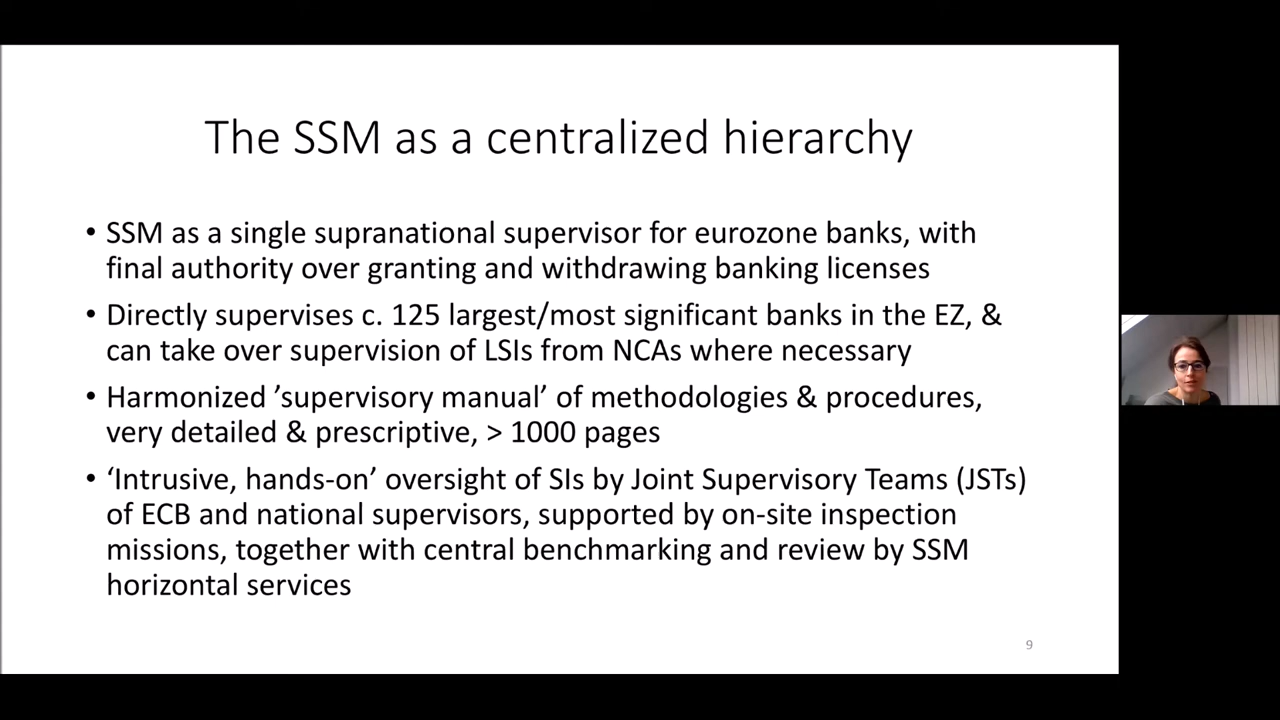 The SSM as a centralized hierarchy
• SSM as a single supranational supervisor for eurozone banks, with
final authority over granting and withdrawing banking licenses
• Directly supervises c. 125 largest/most significant banks in the EZ, &
can take over supervision of LSIs from NCAs where necessary
• Harmonized ’supervisory manual’ of methodologies & procedures,
very detailed & prescriptive, > 1000 pages
• ‘Intrusive, hands-on’ oversight of SIs by Joint Supervisory Teams (JSTs)
of ECB and national supervisors, supported by on-site inspection
missions, together with central benchmarking and review by SSM
horizontal services
9